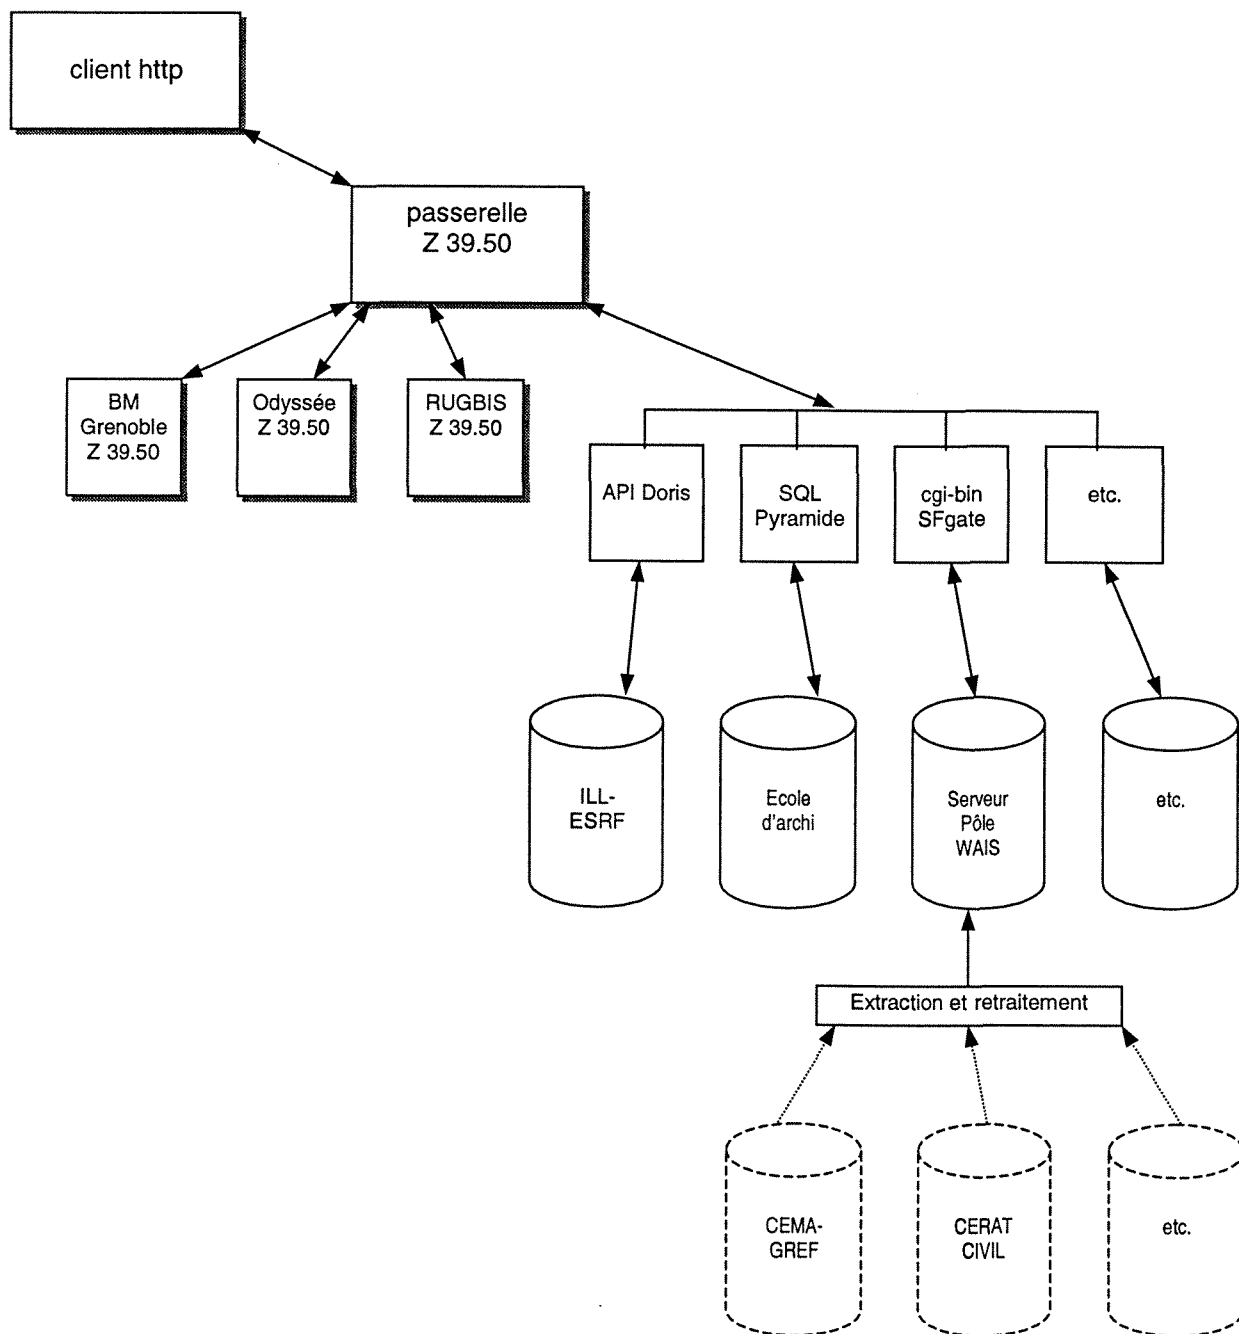 client http
passerelle
Z 39.50
BM
Grenoble
Z 39.50
Odyssée
Z 39.50
RUGBIS
Z 39.50
API Doris
SQL
Pyramide
cgi-bin
SFgate
etc.
ILL-
ESRF
Ecole
d'archi
Serveur
Pôle
WAIS
etc.
Extraction et retraitement
CEMA-
GREF
CERAT
CIVIL
etc.